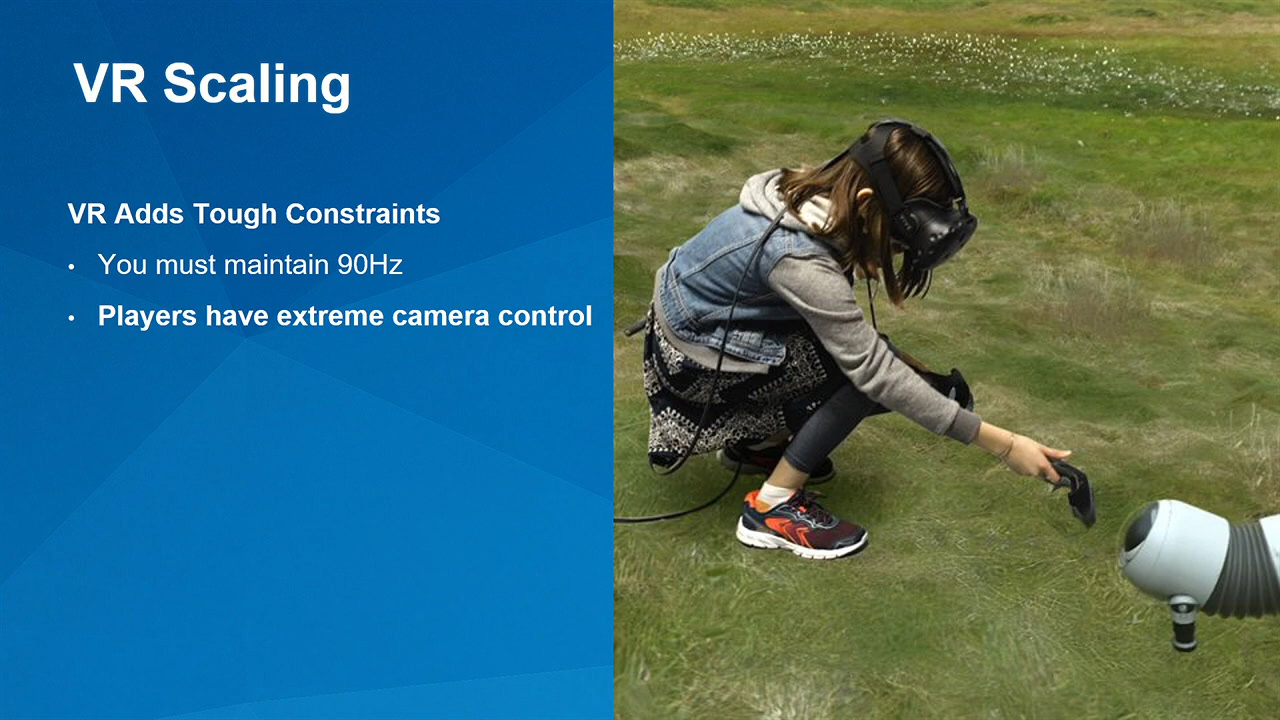 VR Scaling
VR Adds Tough Constraints
• You must maintain 90Hz
• Players have extreme camera control